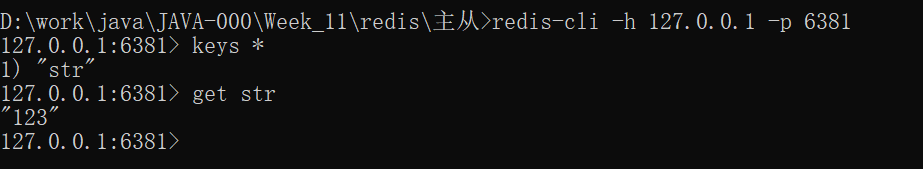 D:\work\java\JAVA-000\Week_11\redis\主从>redis-cli -h 127.0.0.1 -p 6381
127.0.0.1:6381> keys *
1) "str"
127.0.0.1:6381> get str
"123"
127.0.0.1:6381>